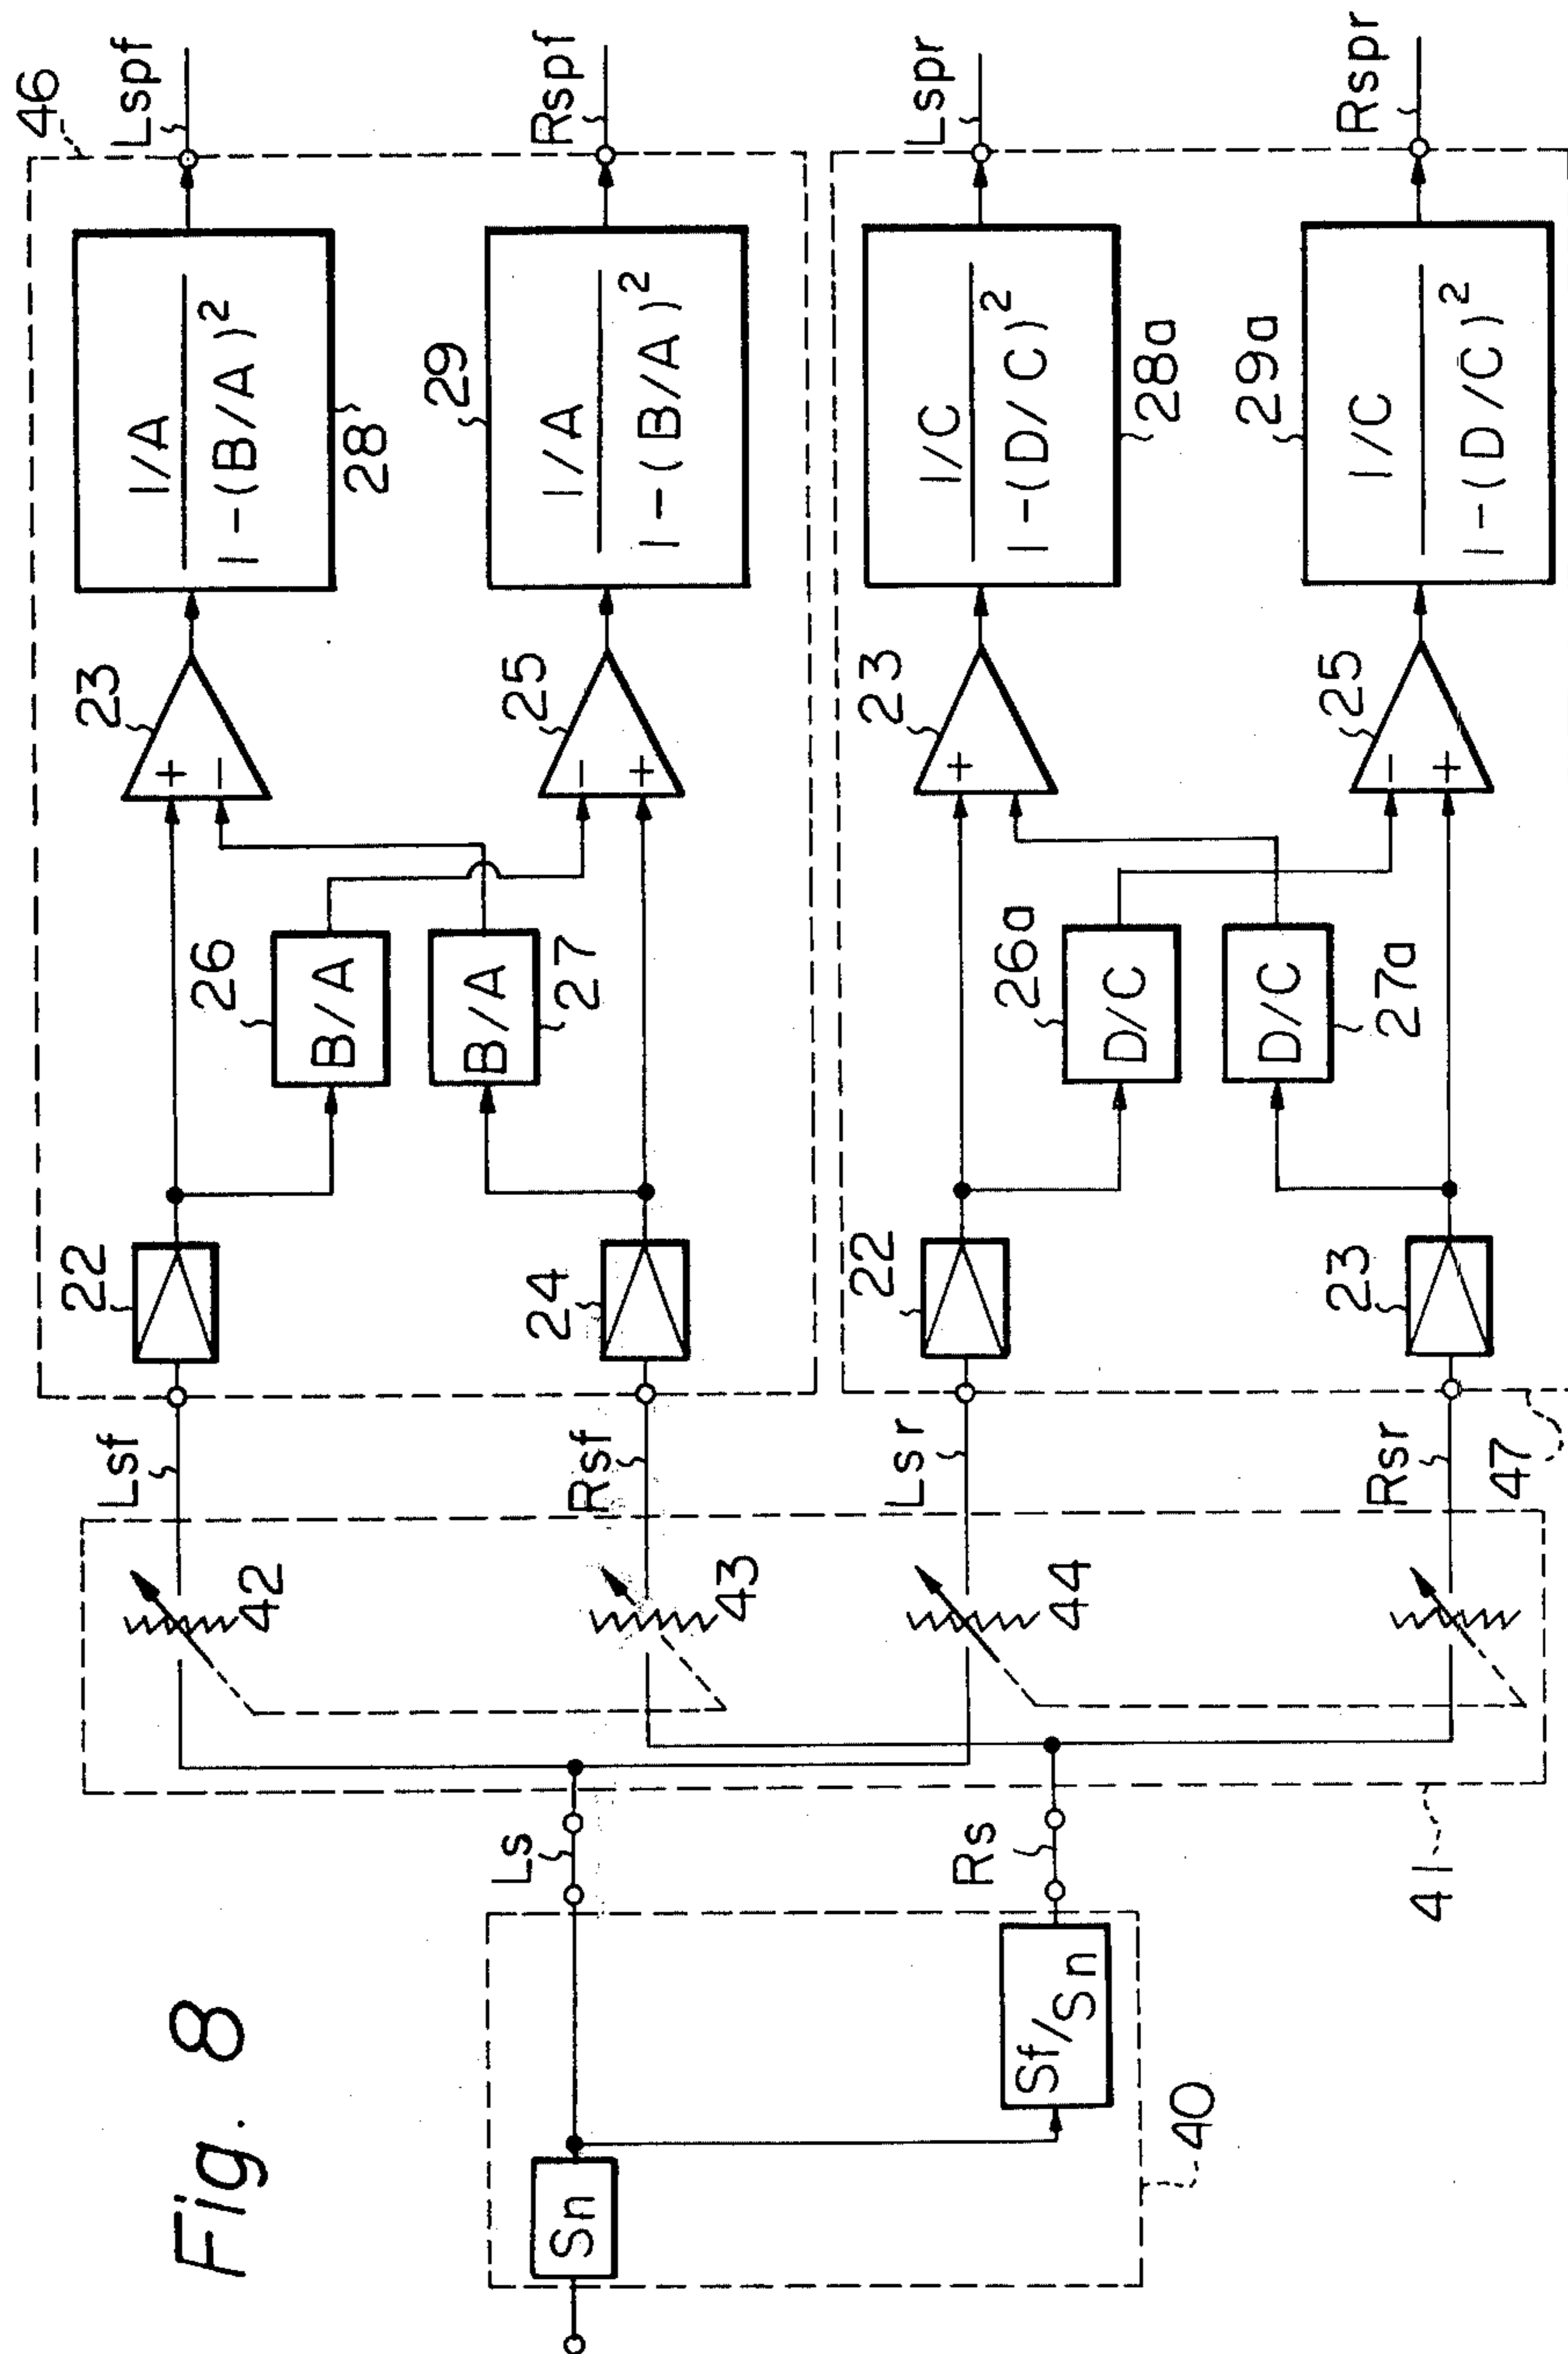 Fig. 8
Sn
Sf/Sn
40
Ls
Rs
41
42
43
44
Lsf
Rsf
Lsr
Rsr
46
22
24
26
B/A
B/A
27
23
+
−
25
−
+
1/A
1-(B/A)²
28
29
1/A
1-(B/A)²
Lspf
Rspf
47
22
23
26a
D/C
D/C
27a
23
+
25
−
+
1/C
1-(D/C)²
28a
29a
1/C
1-(D/C)²
Lspr
Rspr